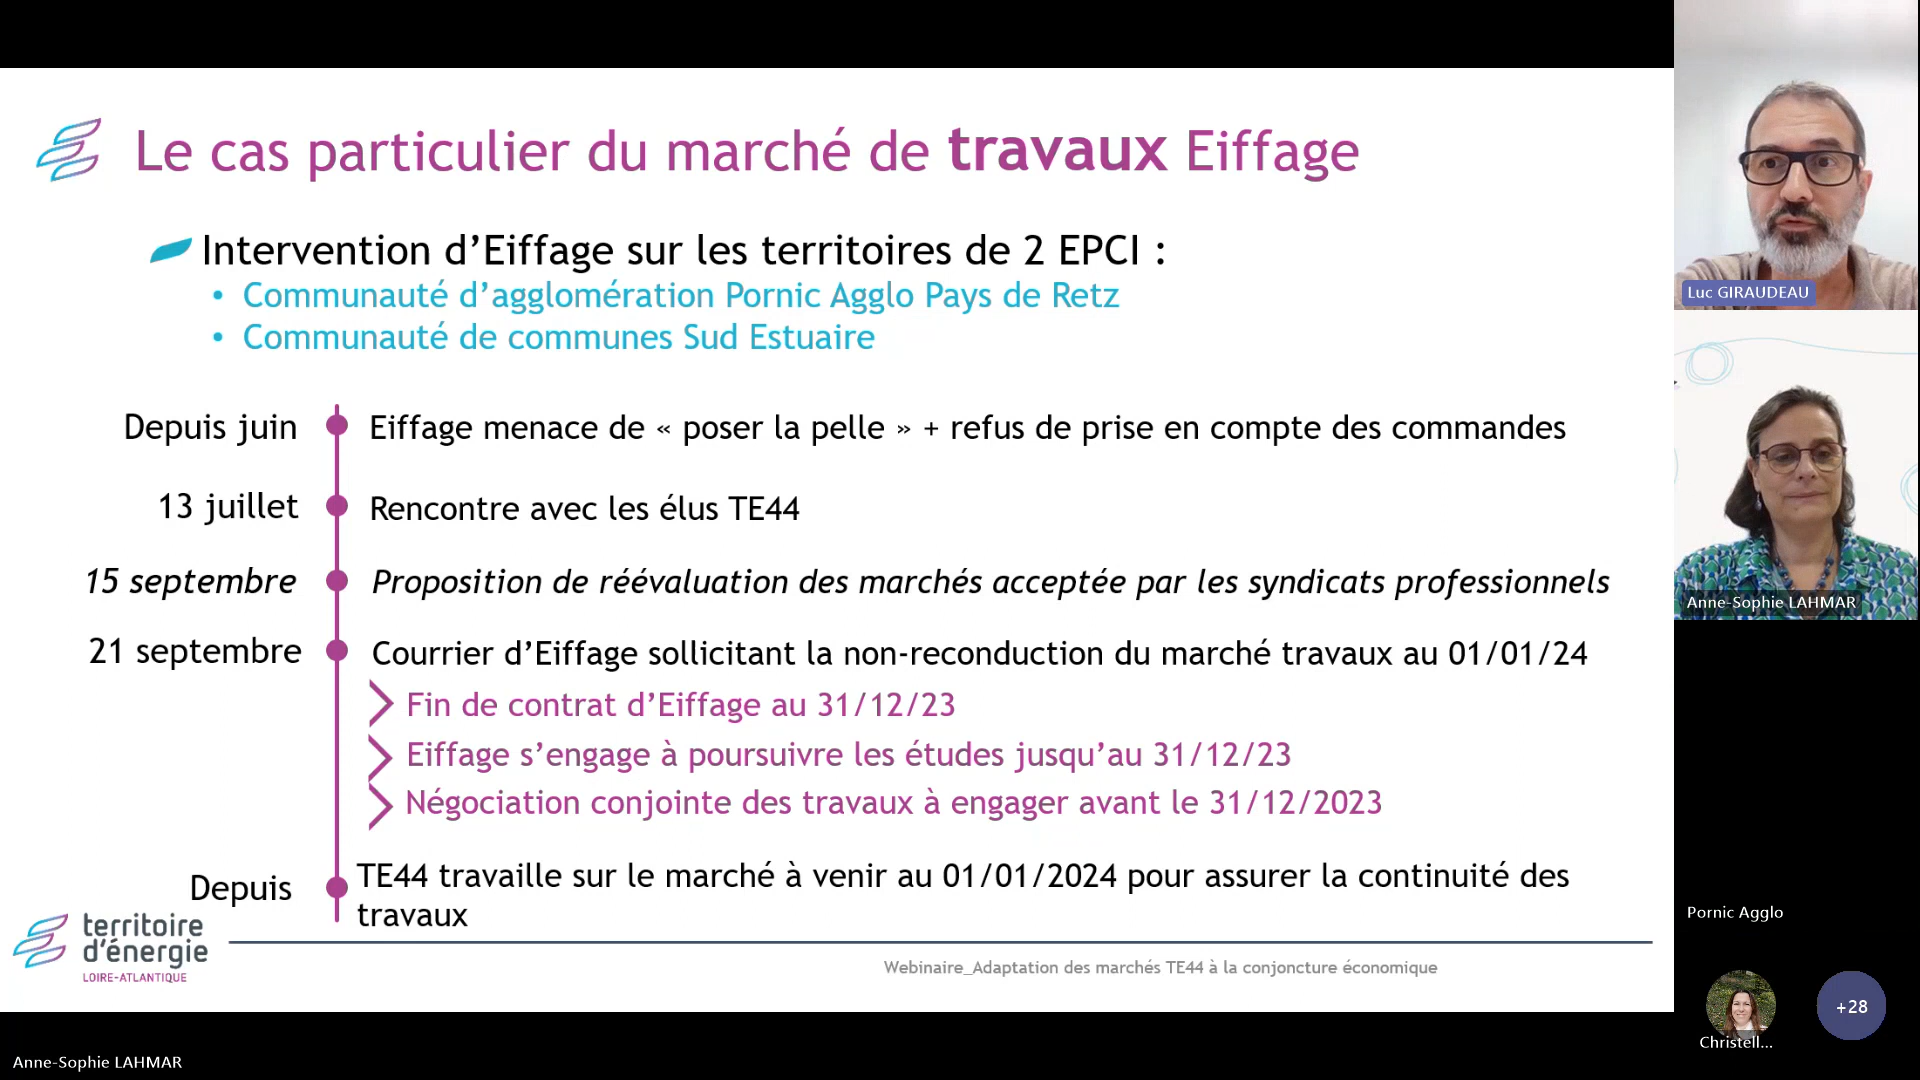 Le cas particulier du marché de travaux Eiffage
Intervention d’Eiffage sur les territoires de 2 EPCI :
• Communauté d’agglomération Pornic Agglo Pays de Retz
• Communauté de communes Sud Estuaire
Depuis juin
Eiffage menace de « poser la pelle » + refus de prise en compte des commandes
13 juillet
Rencontre avec les élus TE44
15 septembre
Proposition de réévaluation des marchés acceptée par les syndicats professionnels
21 septembre
Courrier d’Eiffage sollicitant la non-reconduction du marché travaux au 01/01/24
Fin de contrat d’Eiffage au 31/12/23
Eiffage s’engage à poursuivre les études jusqu’au 31/12/23
Négociation conjointe des travaux à engager avant le 31/12/2023
Depuis
TE44 travaille sur le marché à venir au 01/01/2024 pour assurer la continuité des
travaux
territoire
d’énergie
LOIRE-ATLANTIQUE
Webinaire_Adaptation des marchés TE44 à la conjoncture économique
Anne-Sophie LAHMAR
Luc GIRAUDEAU
Anne-Sophie LAHMAR
Pornic Agglo
Christell...
+28